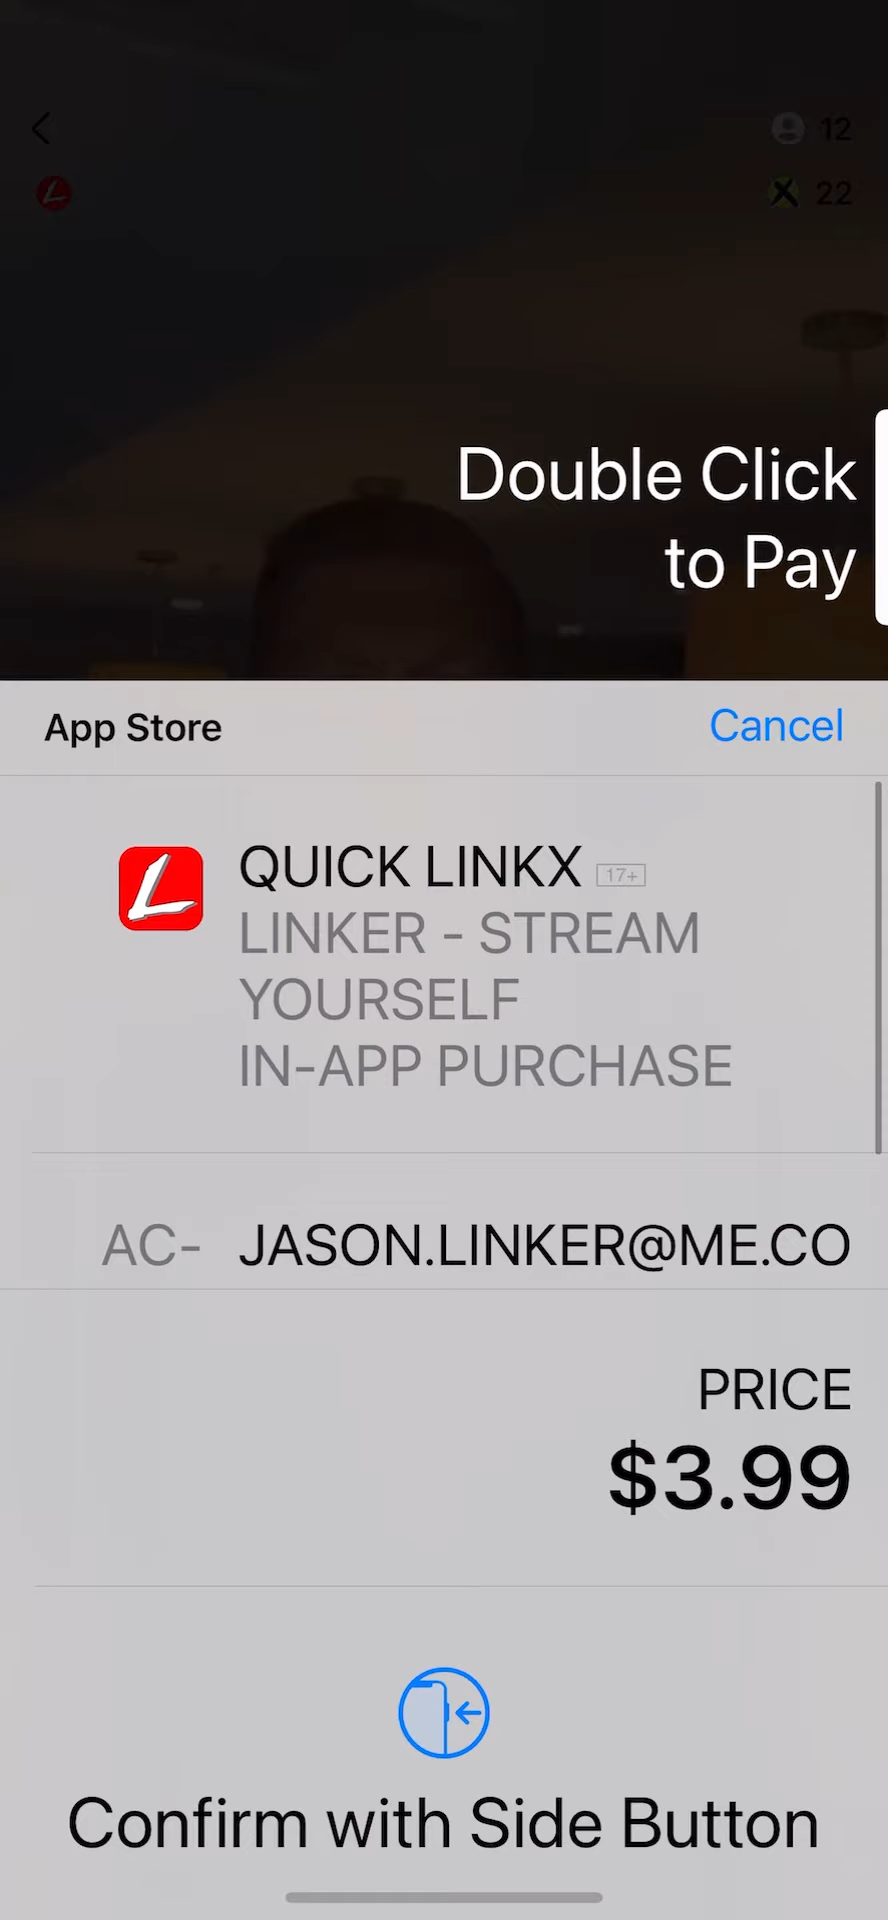 12
22
Double Click
to Pay
App Store
Cancel
QUICK LINKX 17+
LINKER - STREAM
YOURSELF
IN-APP PURCHASE
AC- JASON.LINKER@ME.CO
PRICE
$3.99
Confirm with Side Button